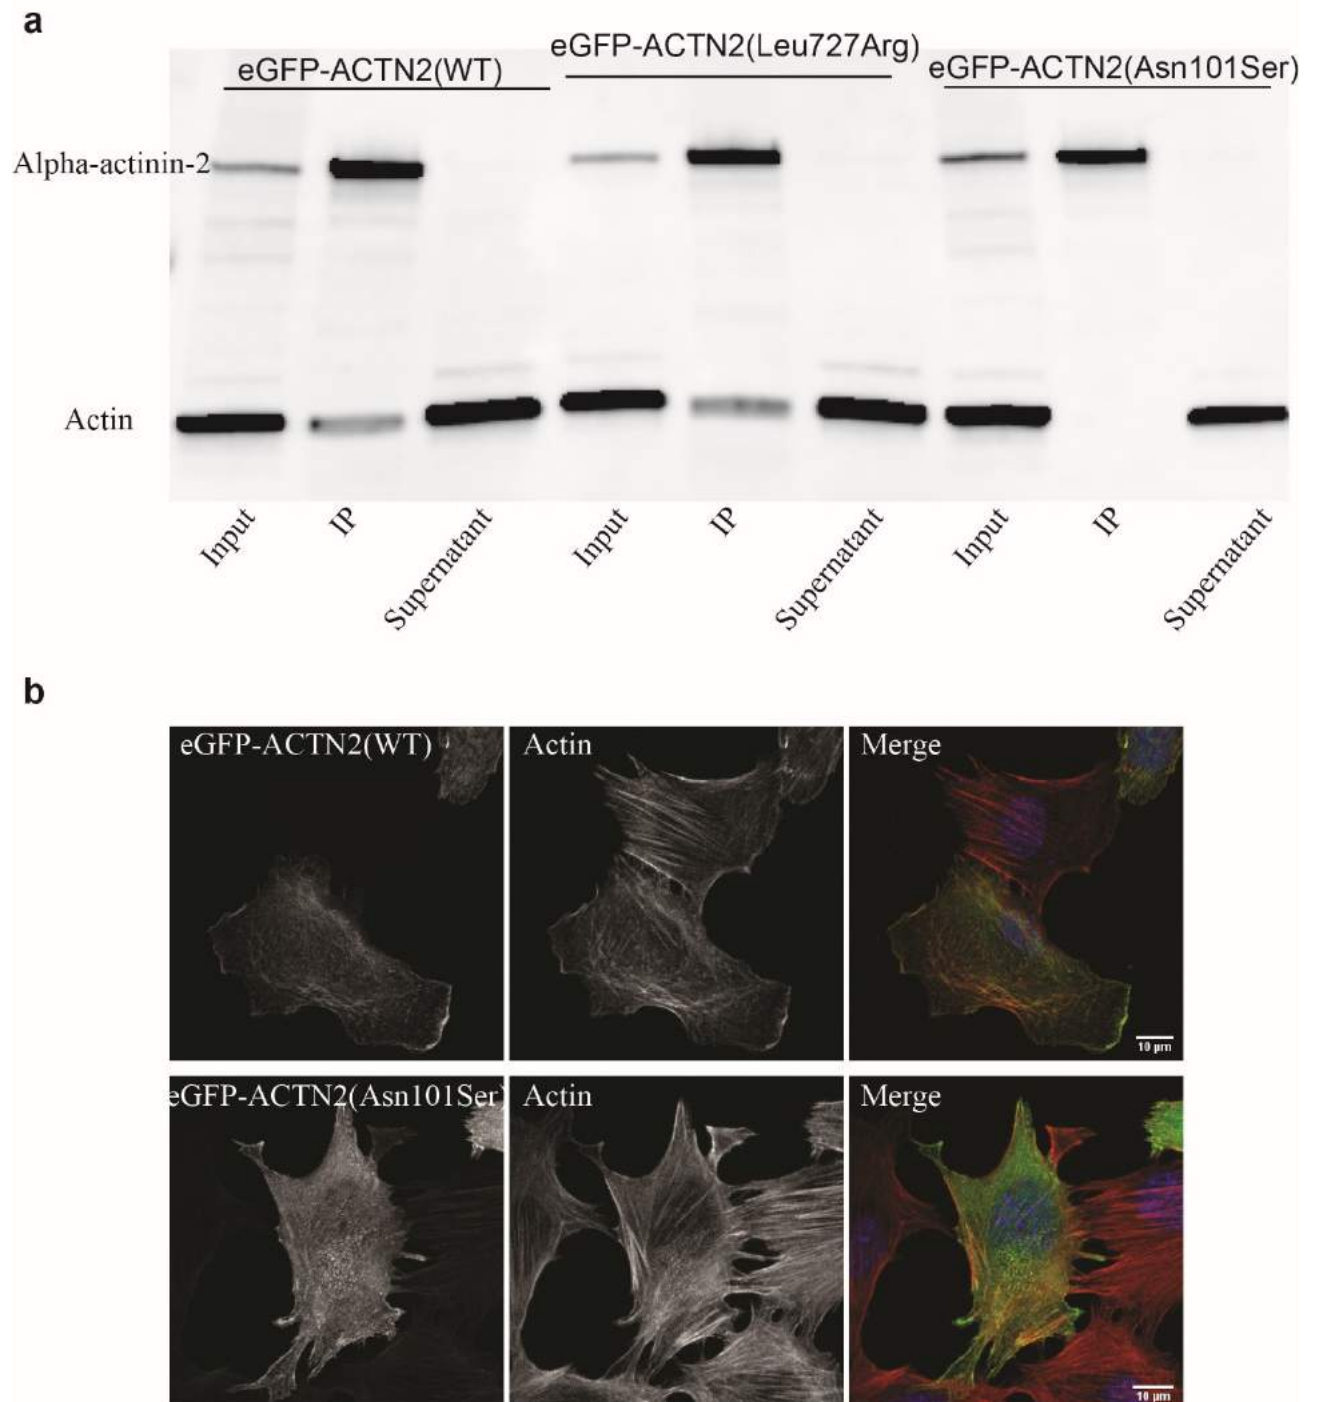 a
eGFP-ACTN2(WT)
eGFP-ACTN2(Leu727Arg)
eGFP-ACTN2(Asn101Ser)
Alpha-actinin-2
Actin
Input
IP
Supernatant
Input
IP
Supernatant
Input
IP
Supernatant
b
eGFP-ACTN2(WT)
Actin
Merge
10 µm
eGFP-ACTN2(Asn101Ser)
Actin
Merge
10 µm